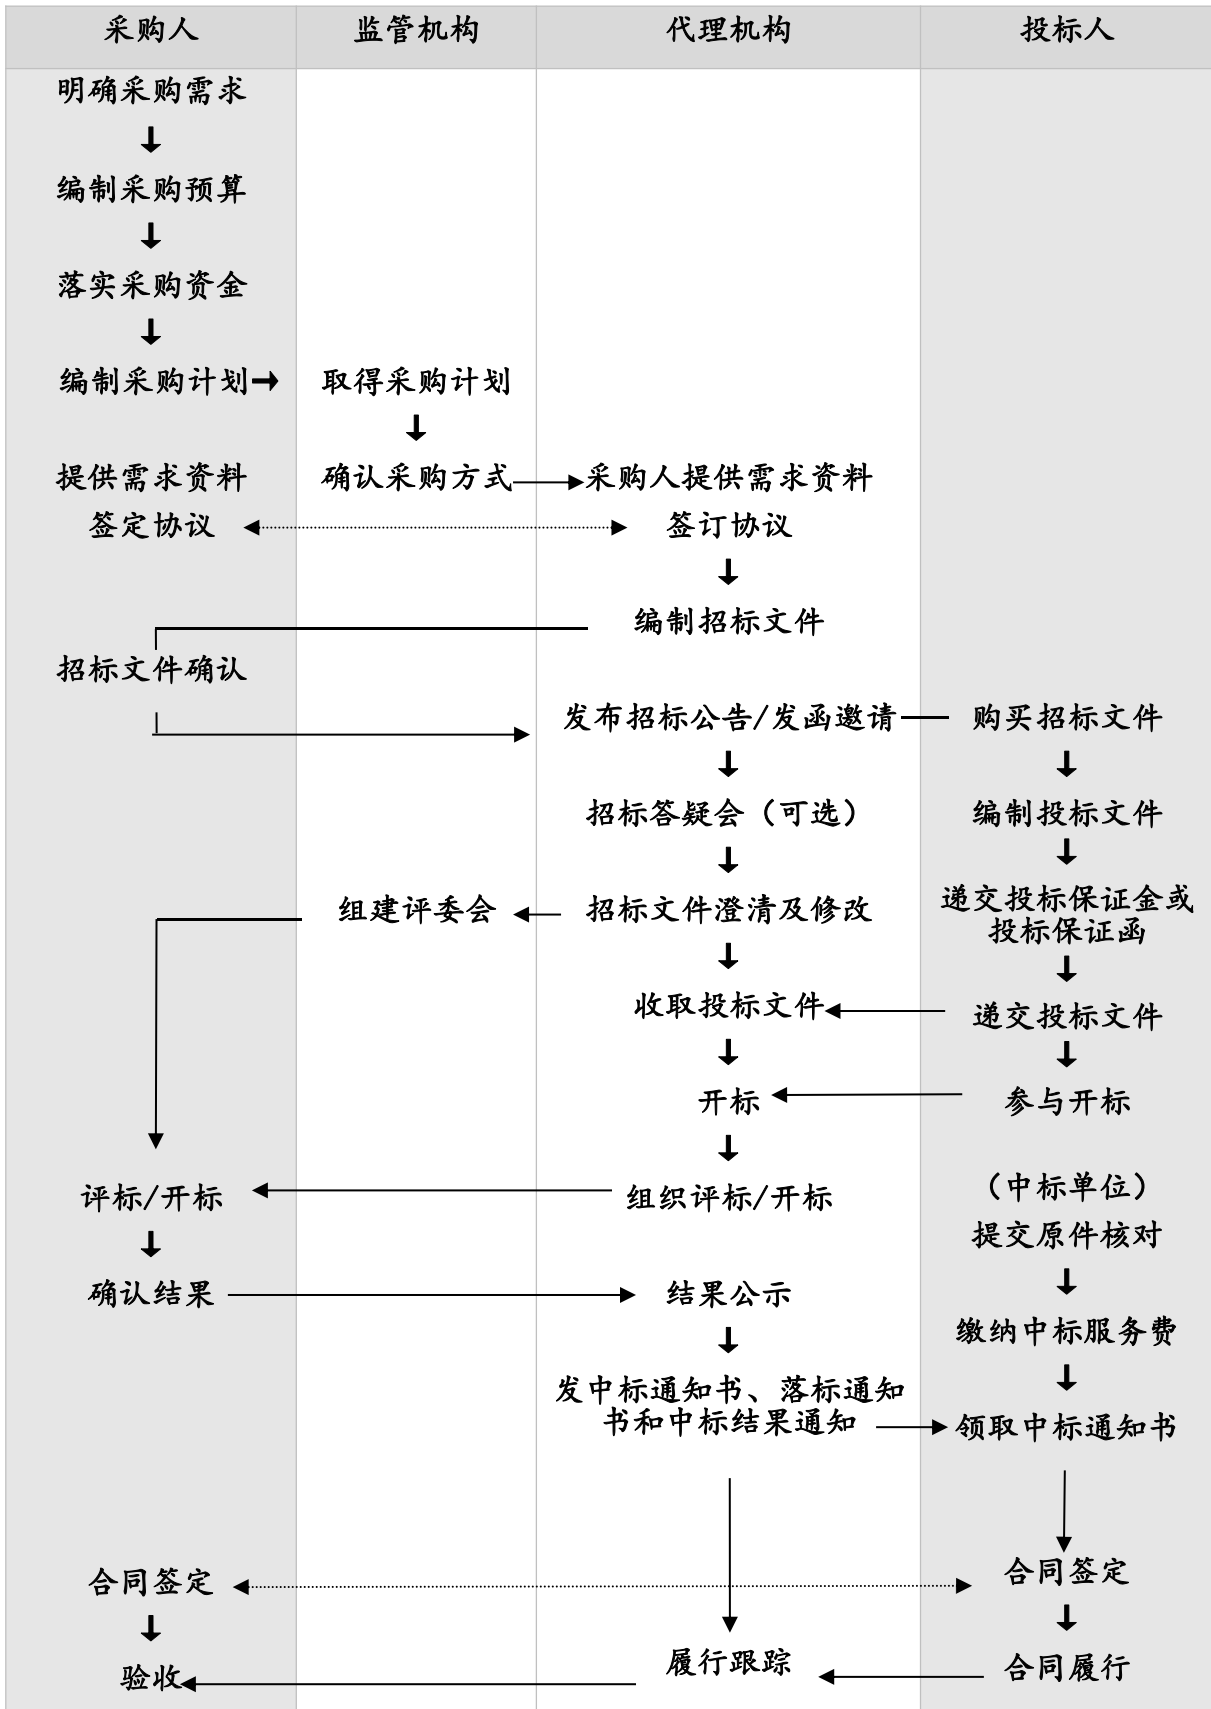 采购人 监管机构 代理机构 投标人
明确采购需求
编制采购预算
落实采购资金
编制采购计划 取得采购计划
提供需求资料 确认采购方式 采购人提供需求资料
签定协议 签订协议
编制招标文件
招标文件确认
发布招标公告/发函邀请 购买招标文件
招标答疑会（可选） 编制投标文件
组建评委会 招标文件澄清及修改 递交投标保证金或
投标保证函
收取投标文件 递交投标文件
开标 参与开标
评标/开标 组织评标/开标 （中标单位）
提交原件核对
确认结果 结果公示
缴纳中标服务费
发中标通知书、落标通知
书和中标结果通知 领取中标通知书
合同签定 合同签定
验收 履行跟踪 合同履行